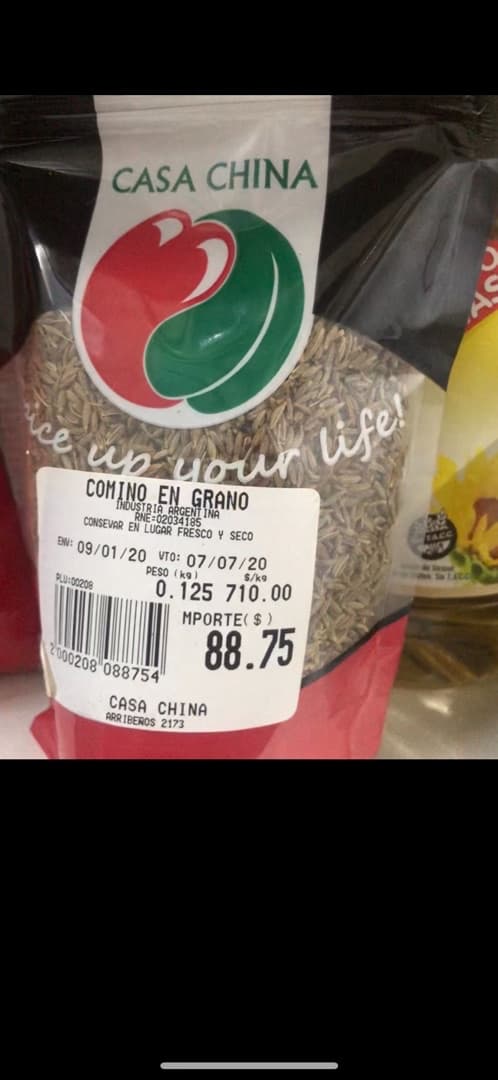 CASA CHINA
up your life!
COMINO EN GRANO
INDUSTRIA ARGENTINA
RNE=02034185
CONSEVAR EN LUGAR FRESCO Y SECO
ENV: 09/01/20 VTO: 07/07/20
PESO (kg) $/kg
PLU:00208
0.125 710.00
MPORTE($)
88.75
2 000208 088754
CASA CHINA
ARRIBEÑOS 2173